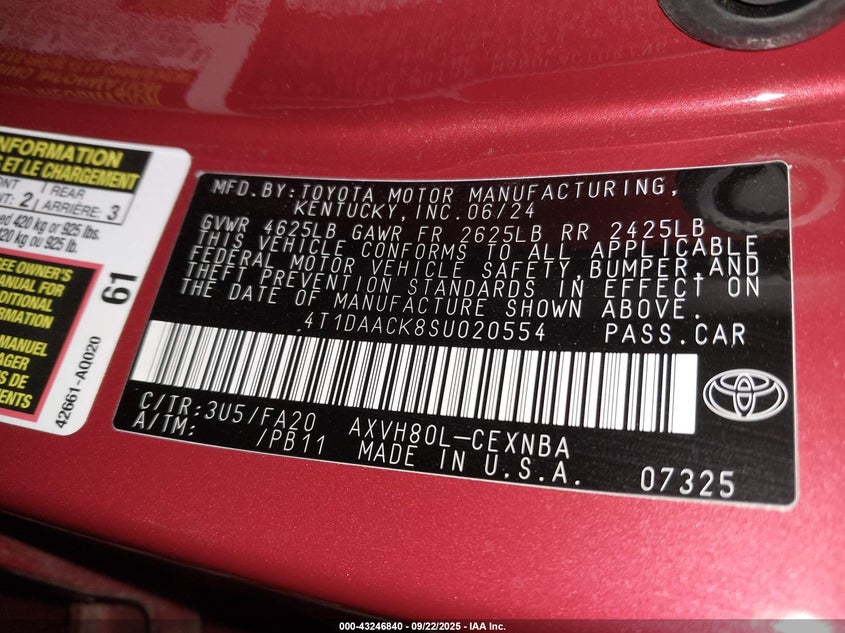 INFORMATION
ET LE CHARGEMENT
REAR
2 ARRIÈRE: 3
420 kg or 925 lbs.
420 kg ou 925 lb.
OWNER'S
MANUAL FOR
INFORMATION
MANUEL
61
42661-A0020
MFD.BY:TOYOTA MOTOR MANUFACTURING,
KENTUCKY,INC.06/24
GVWR 4625LB GAWR FR 2625LB RR 2425LB
THIS VEHICLE CONFORMS TO ALL APPLICABLE
FEDERAL MOTOR VEHICLE SAFETY,BUMPER,AND
THEFT PREVENTION STANDARDS IN EFFECT ON
THE DATE OF MANUFACTURE SHOWN ABOVE.
4T1DAACK8SU020554 PASS.CAR
C/TR:3U5/FA20 AXVH80L-CEXNBA
A/TM: /PB11 MADE IN U.S.A.
07325
000-43246840 - 09/22/2025 - IAA Inc.